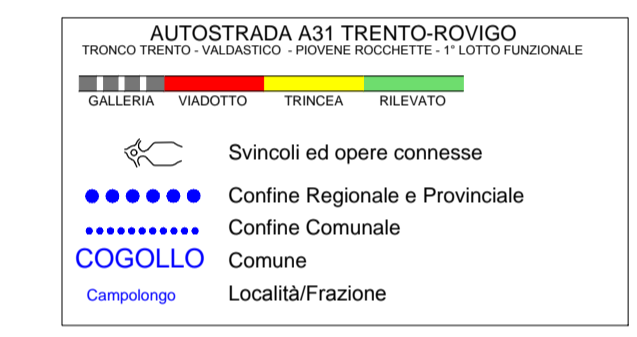 AUTOSTRADA A31 TRENTO-ROVIGO
TRONCO TRENTO - VALDASTICO - PIOVENE ROCCHETTE - 1° LOTTO FUNZIONALE
GALLERIA VIADOTTO TRINCEA RILEVATO
Svincoli ed opere connesse
Confine Regionale e Provinciale
Confine Comunale
COGOLLO Comune
Campolongo Località/Frazione